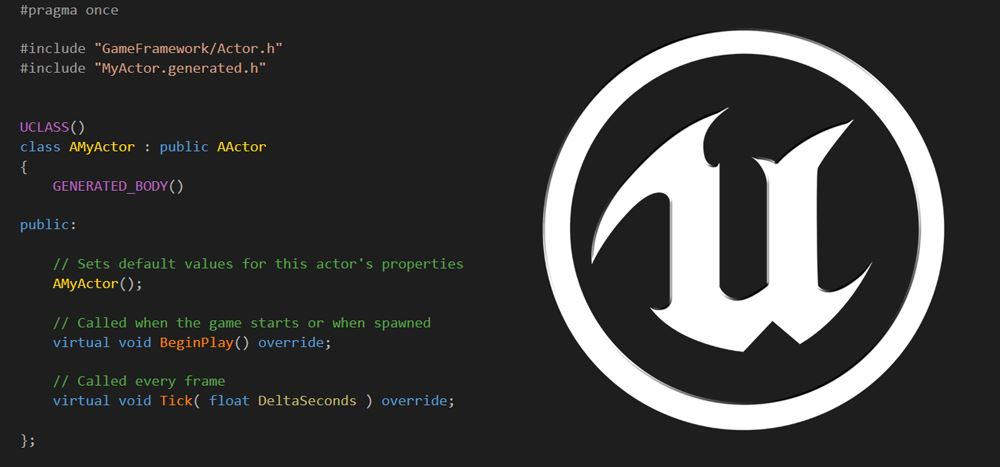 #pragma once
#include "GameFramework/Actor.h"
#include "MyActor.generated.h"
UCLASS()
class AMyActor : public AActor
{
GENERATED_BODY()
public:
// Sets default values for this actor's properties
AMyActor();
// Called when the game starts or when spawned
virtual void BeginPlay() override;
// Called every frame
virtual void Tick( float DeltaSeconds ) override;
};